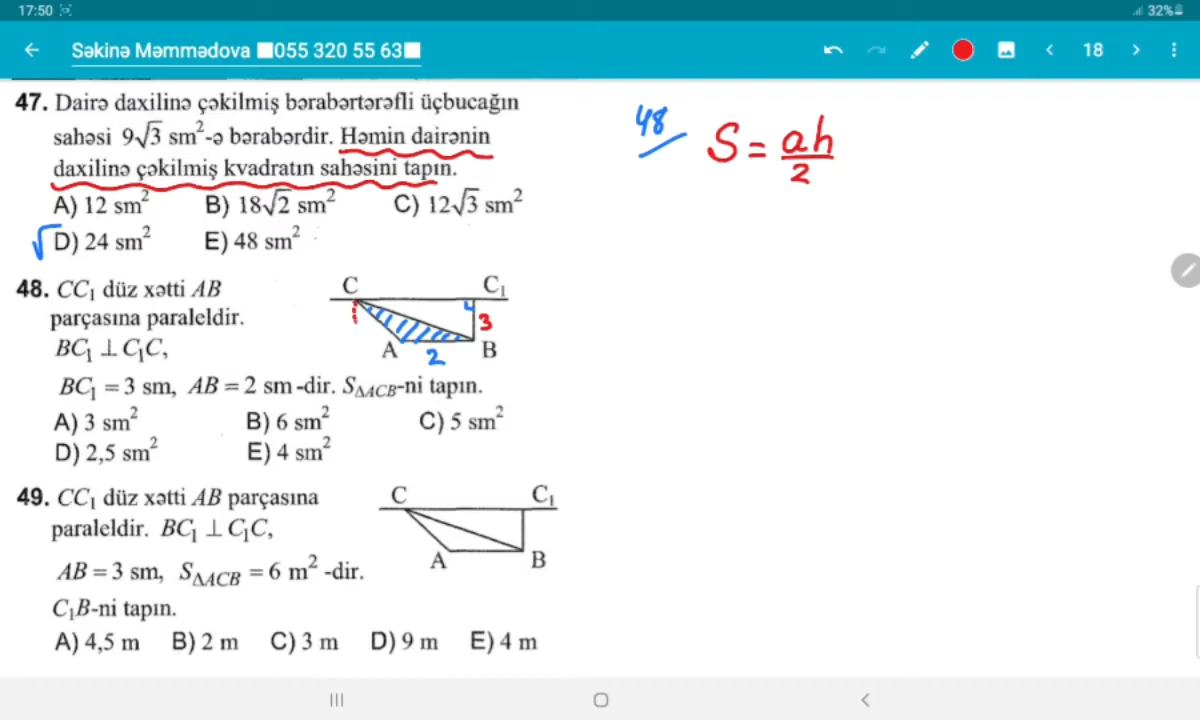 17:50
32%
Səkinə Məmmədova 055 320 55 63
18
47. Dairə daxilinə çəkilmiş bərabərtərəfli üçbucağın
sahəsi 9√3 sm²-ə bərabərdir. Həmin dairənin
daxilinə çəkilmiş kvadratın sahəsini tapın.
A) 12 sm² B) 18√2 sm² C) 12√3 sm²
√ D) 24 sm² E) 48 sm²
48. CC₁ düz xətti AB
parçasına paraleldir.
BC₁ ⊥ C₁C,
BC₁ = 3 sm, AB = 2 sm-dir. S△ACB-ni tapın.
A) 3 sm² B) 6 sm² C) 5 sm²
D) 2,5 sm² E) 4 sm²
C C₁
3
A 2 B
49. CC₁ düz xətti AB parçasına
paraleldir. BC₁ ⊥ C₁C,
AB = 3 sm, S△ACB = 6 m² -dir.
C₁B-ni tapın.
A) 4,5 m B) 2 m C) 3 m D) 9 m E) 4 m
C C₁
A B
48 S = ah/2